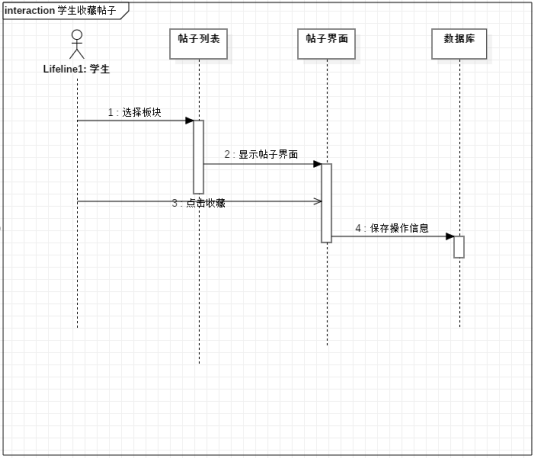 interaction 学生收藏帖子
帖子列表
帖子界面
数据库
Lifeline1: 学生
1 : 选择板块
2 : 显示帖子界面
3 : 点击收藏
4 : 保存操作信息